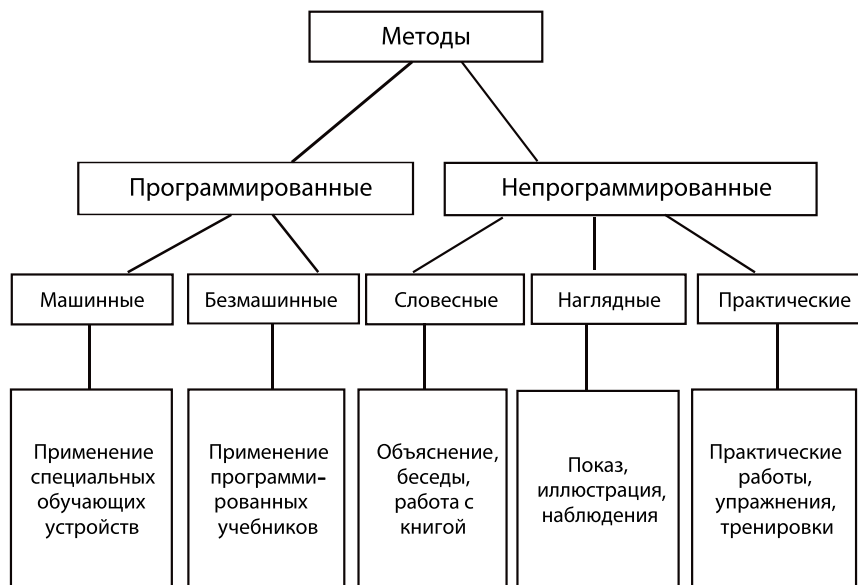 Методы
Программированные
Непрограммированные
Машинные
Безмашинные
Словесные
Наглядные
Практические
Применение
специальных
обучающих
устройств
Применение
программи-
рованных
учебников
Объяснение,
беседы,
работа с
книгой
Показ,
иллюстрация,
наблюдения
Практические
работы,
упражнения,
тренировки